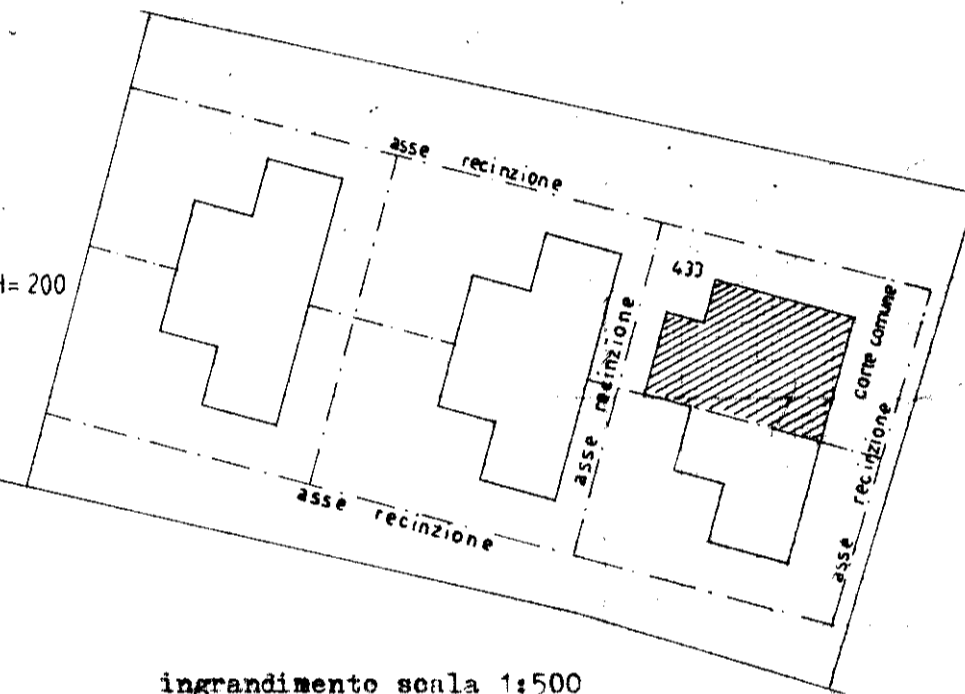 asse recinzione
433
H= 200
asse recinzione
corte comune
asse recinzione
asse recinzione
ingrandimento scala 1:500